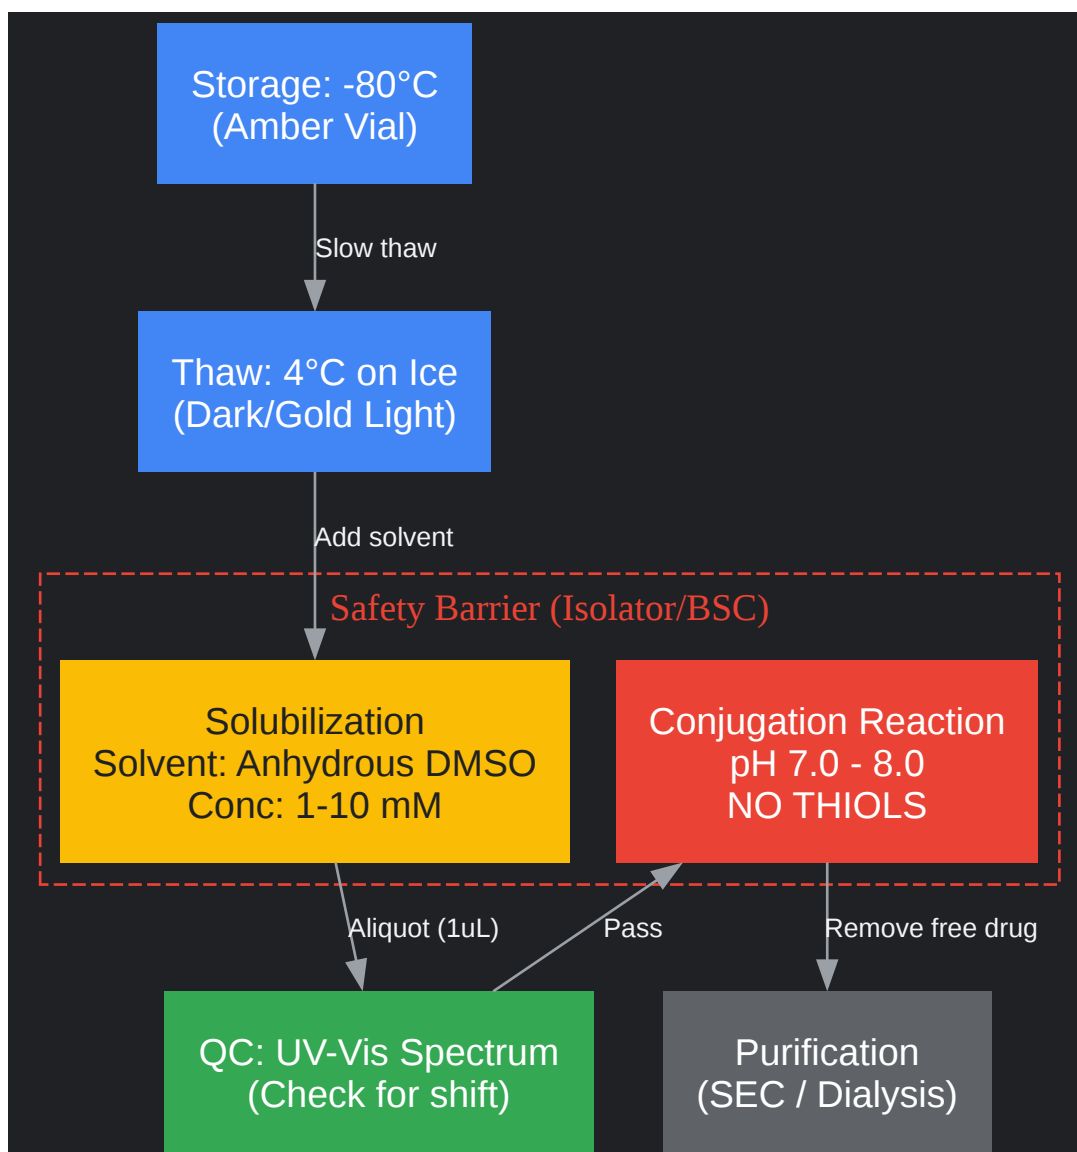 Storage: -80°C
(Amber Vial)
Slow thaw
Thaw: 4°C on Ice
(Dark/Gold Light)
Add solvent
Safety Barrier (Isolator/BSC)
Solubilization
Solvent: Anhydrous DMSO
Conc: 1-10 mM
Conjugation Reaction
pH 7.0 - 8.0
NO THIOLS
Aliquot (1uL)
Pass
Remove free drug
QC: UV-Vis Spectrum
(Check for shift)
Purification
(SEC / Dialysis)